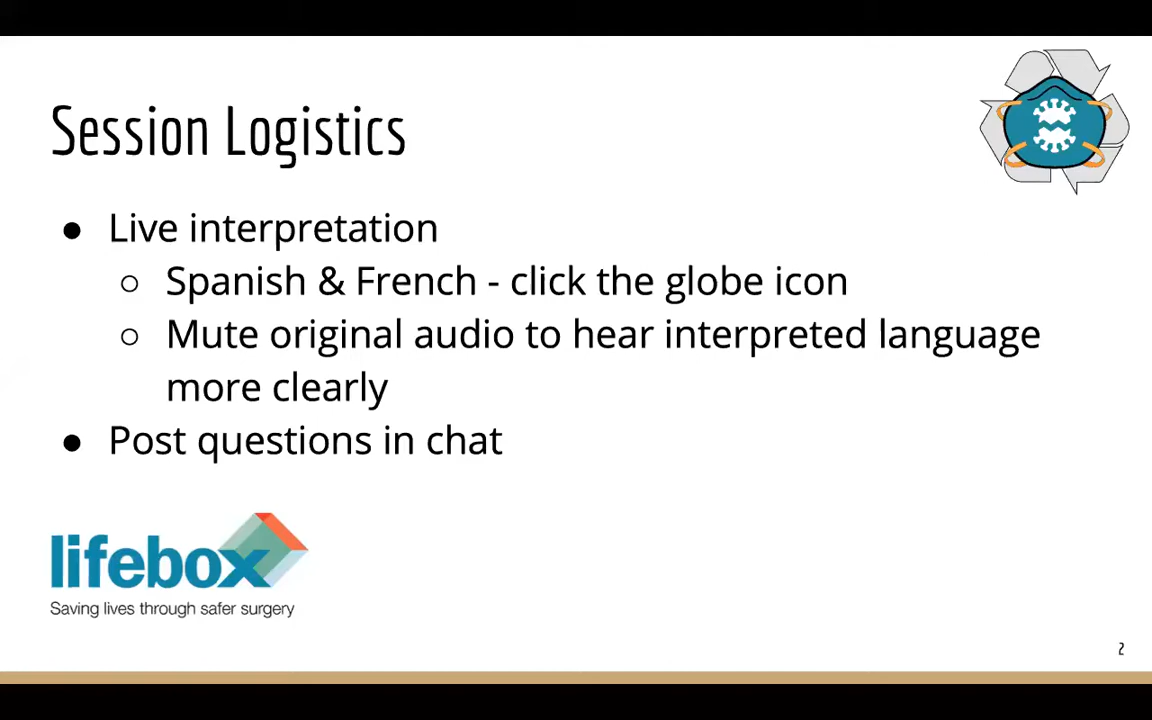 Session Logistics
● Live interpretation
○ Spanish & French - click the globe icon
○ Mute original audio to hear interpreted language
more clearly
● Post questions in chat
lifebox
Saving lives through safer surgery
2